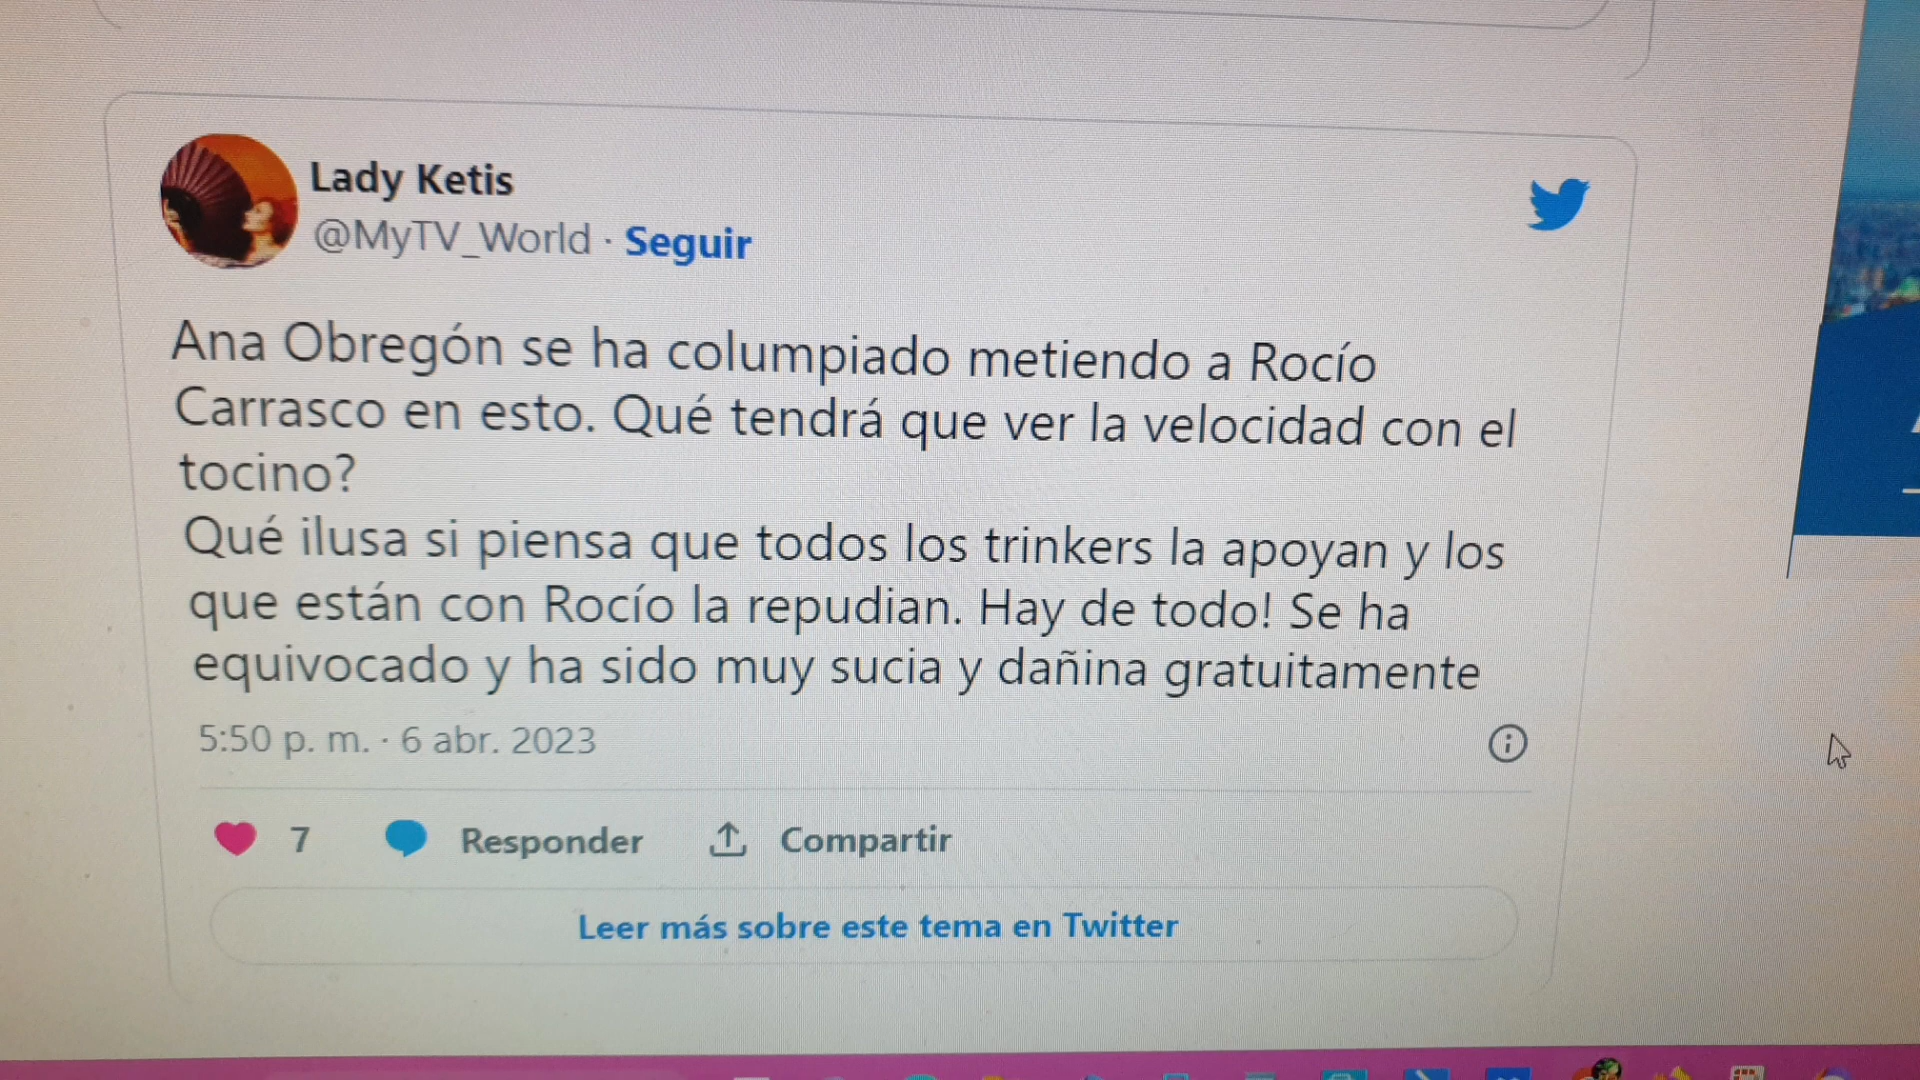 Lady Ketis
@MyTV_World · Seguir
Ana Obregón se ha columpiado metiendo a Rocío
Carrasco en esto. Qué tendrá que ver la velocidad con el
tocino?
Qué ilusa si piensa que todos los trinkers la apoyan y los
que están con Rocío la repudian. Hay de todo! Se ha
equivocado y ha sido muy sucia y dañina gratuitamente
5:50 p. m. · 6 abr. 2023
7 Responder Compartir
Leer más sobre este tema en Twitter